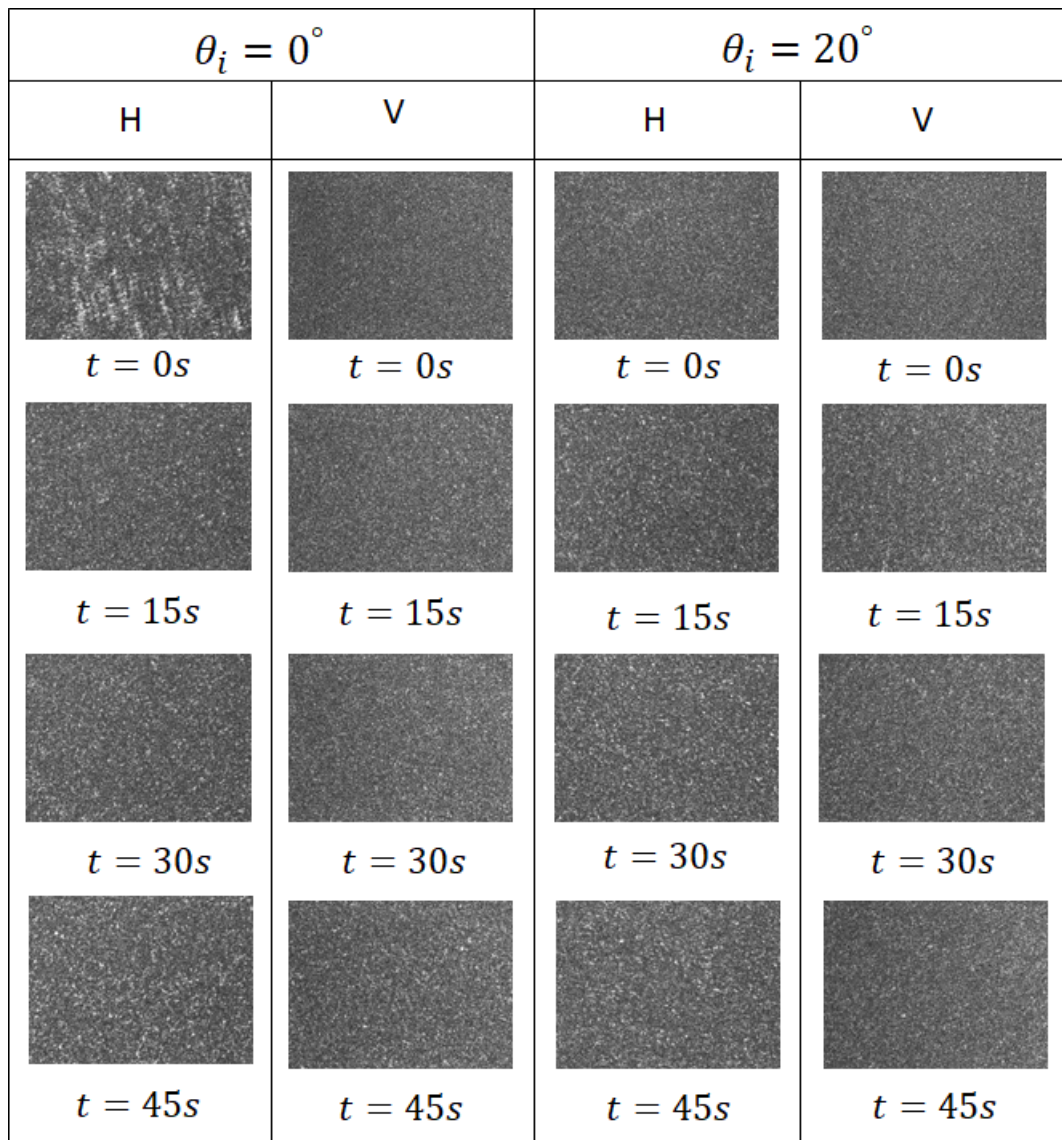 θᵢ = 0° θᵢ = 20°
H V H V
t = 0s t = 0s t = 0s t = 0s
t = 15s t = 15s t = 15s t = 15s
t = 30s t = 30s t = 30s t = 30s
t = 45s t = 45s t = 45s t = 45s